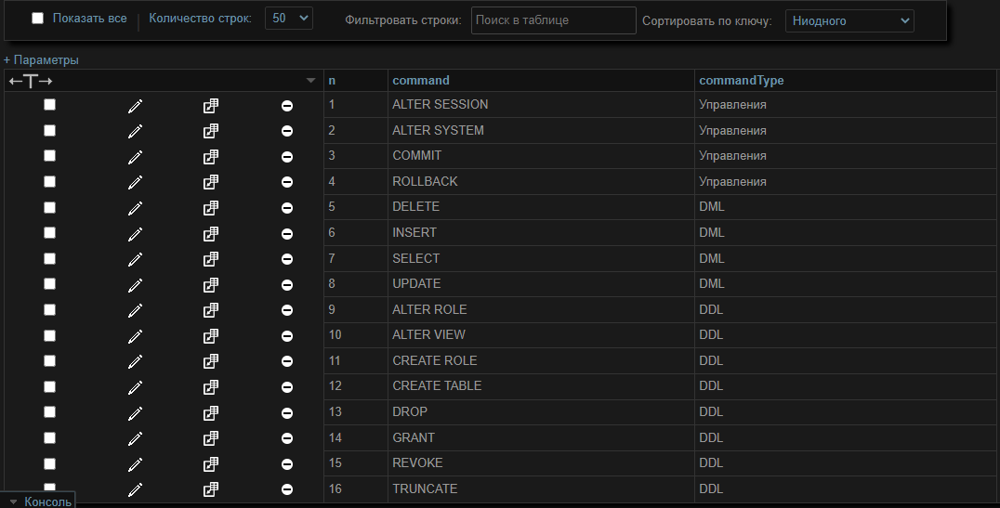 Показать все Количество строк: 50 Фильтровать строки: Поиск в таблице Сортировать по ключу: Ниодного
+ Параметры
←T→ n command commandType
1 ALTER SESSION Управления
2 ALTER SYSTEM Управления
3 COMMIT Управления
4 ROLLBACK Управления
5 DELETE DML
6 INSERT DML
7 SELECT DML
8 UPDATE DML
9 ALTER ROLE DDL
10 ALTER VIEW DDL
11 CREATE ROLE DDL
12 CREATE TABLE DDL
13 DROP DDL
14 GRANT DDL
15 REVOKE DDL
16 TRUNCATE DDL
Консоль